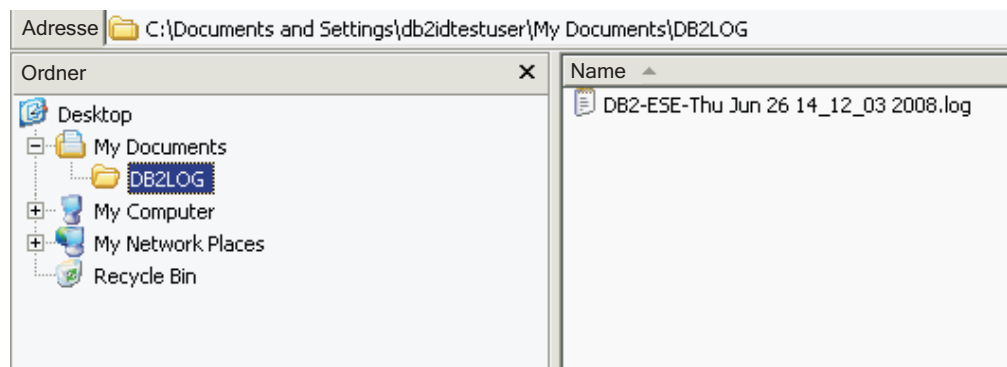 Adresse C:\Documents and Settings\db2idtestuser\My Documents\DB2LOG
Ordner
Desktop
My Documents
DB2LOG
My Computer
My Network Places
Recycle Bin
Name
DB2-ESE-Thu Jun 26 14_12_03 2008.log